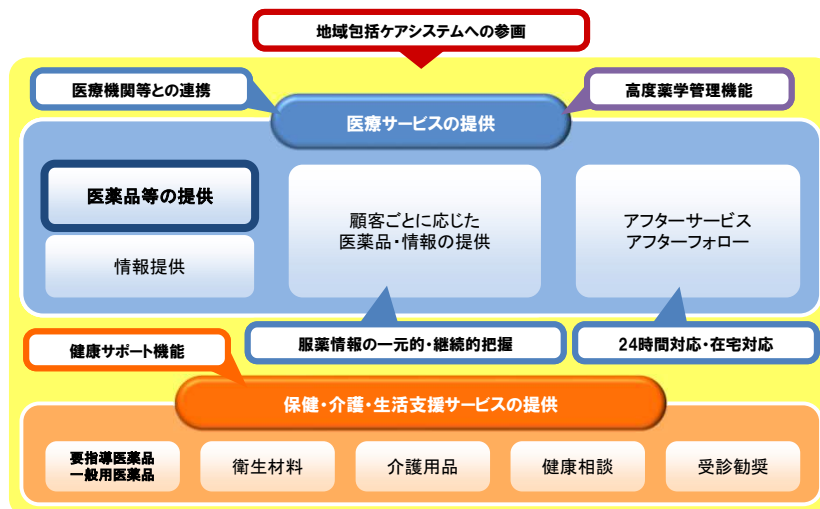 地域包括ケアシステムへの参画
医療機関等との連携
高度薬学管理機能
医療サービスの提供
医薬品等の提供
情報提供
顧客ごとに応じた
医薬品・情報の提供
アフターサービス
アフターフォロー
健康サポート機能
服薬情報の一元的・継続的把握
24時間対応・在宅対応
保健・介護・生活支援サービスの提供
要指導医薬品
一般用医薬品
衛生材料
介護用品
健康相談
受診勧奨